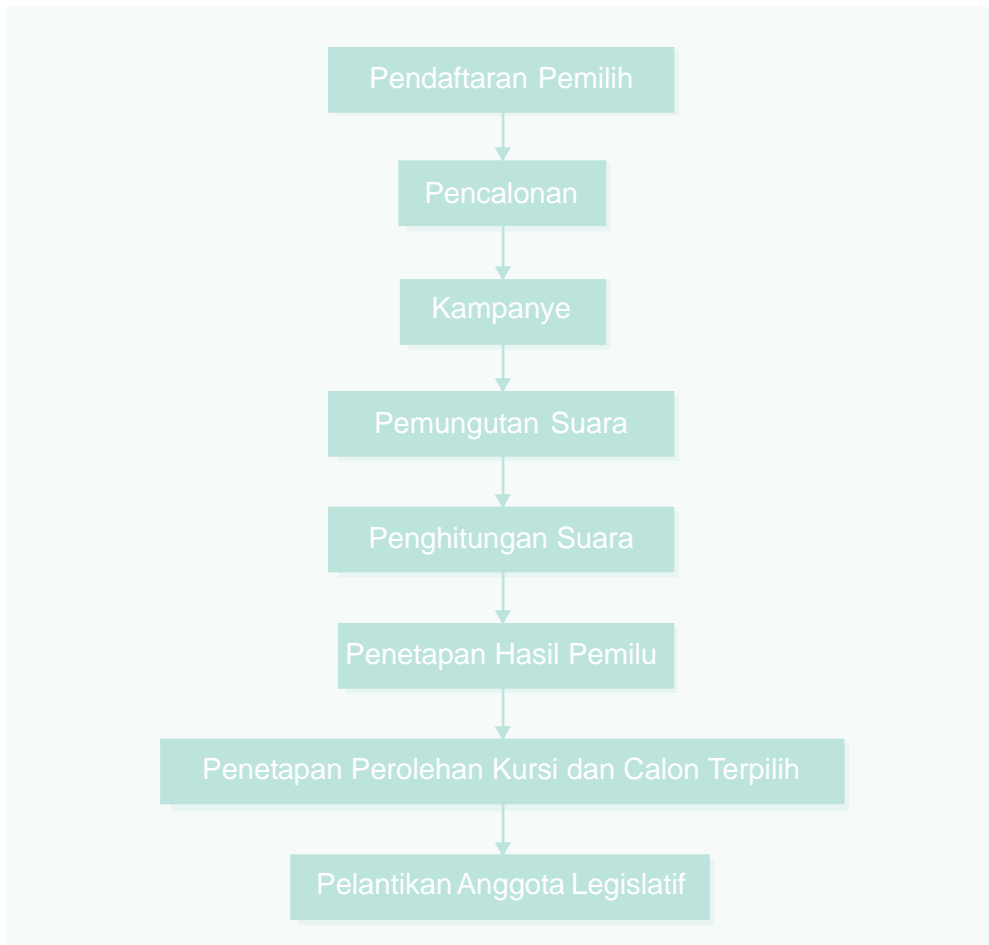 Pendaftaran Pemilih
Pencalonan
Kampanye
Pemungutan Suara
Penghitungan Suara
Penetapan Hasil Pemilu
Penetapan Perolehan Kursi dan Calon Terpilih
Pelantikan Anggota Legislatif